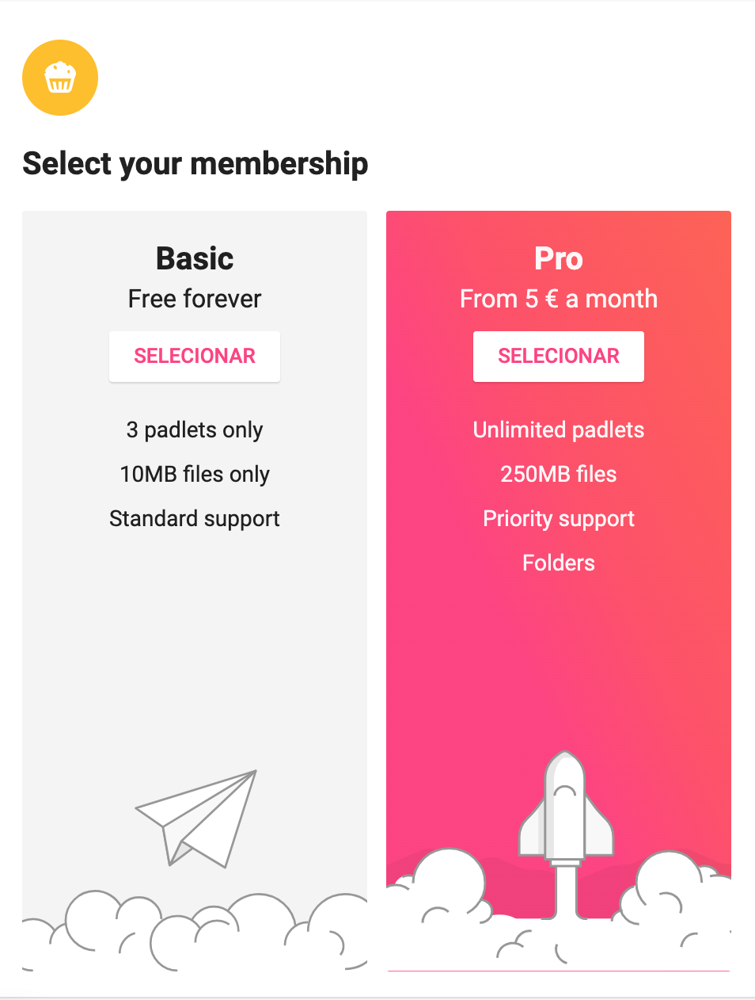 Select your membership
Basic
Free forever
SELECIONAR
3 padlets only
10MB files only
Standard support
Pro
From 5 € a month
SELECIONAR
Unlimited padlets
250MB files
Priority support
Folders